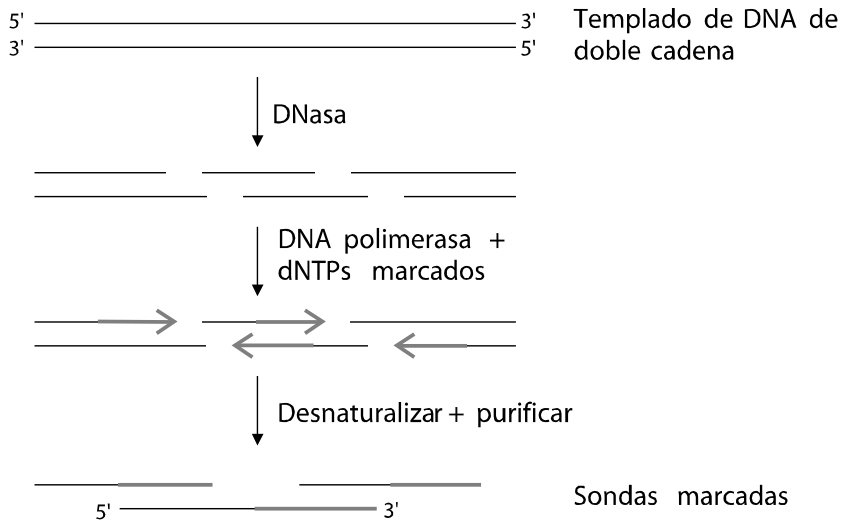 5' 3' Templado de DNA de
3' 5' doble cadena
DNasa
DNA polimerasa +
dNTPs marcados
Desnaturalizar + purificar
5' 3' Sondas marcadas